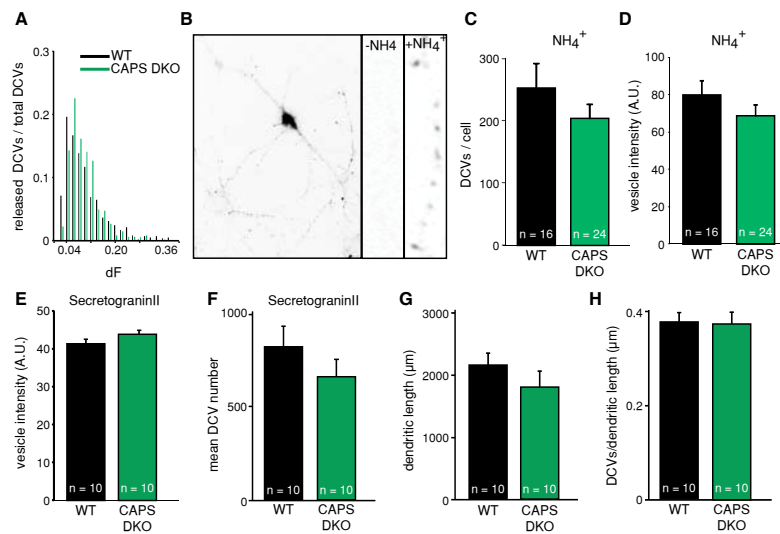 A
0.3
0.2
0.1
0
released DCVs / total DCVs
WT
CAPS DKO
0.04 0.20 0.36
dF
B
-NH4
+NH₄⁺
C
NH₄⁺
300
200
100
0
DCVs / cell
n = 16
n = 24
WT
CAPS
DKO
D
NH₄⁺
100
80
60
40
20
0
vesicle intensity (A.U.)
n = 16
n = 24
WT
CAPS
DKO
E
SecretograninII
50
40
30
20
10
0
vesicle intensity (A.U.)
n = 10
n = 10
WT
CAPS
DKO
F
SecretograninII
1000
500
0
mean DCV number
n = 10
n = 10
WT
CAPS
DKO
G
3000
2000
1000
0
dendritic length (µm)
n = 10
n = 10
WT
CAPS
DKO
H
0.4
0.2
0
DCVs/dendritic length (µm)
n = 10
n = 10
WT
CAPS
DKO